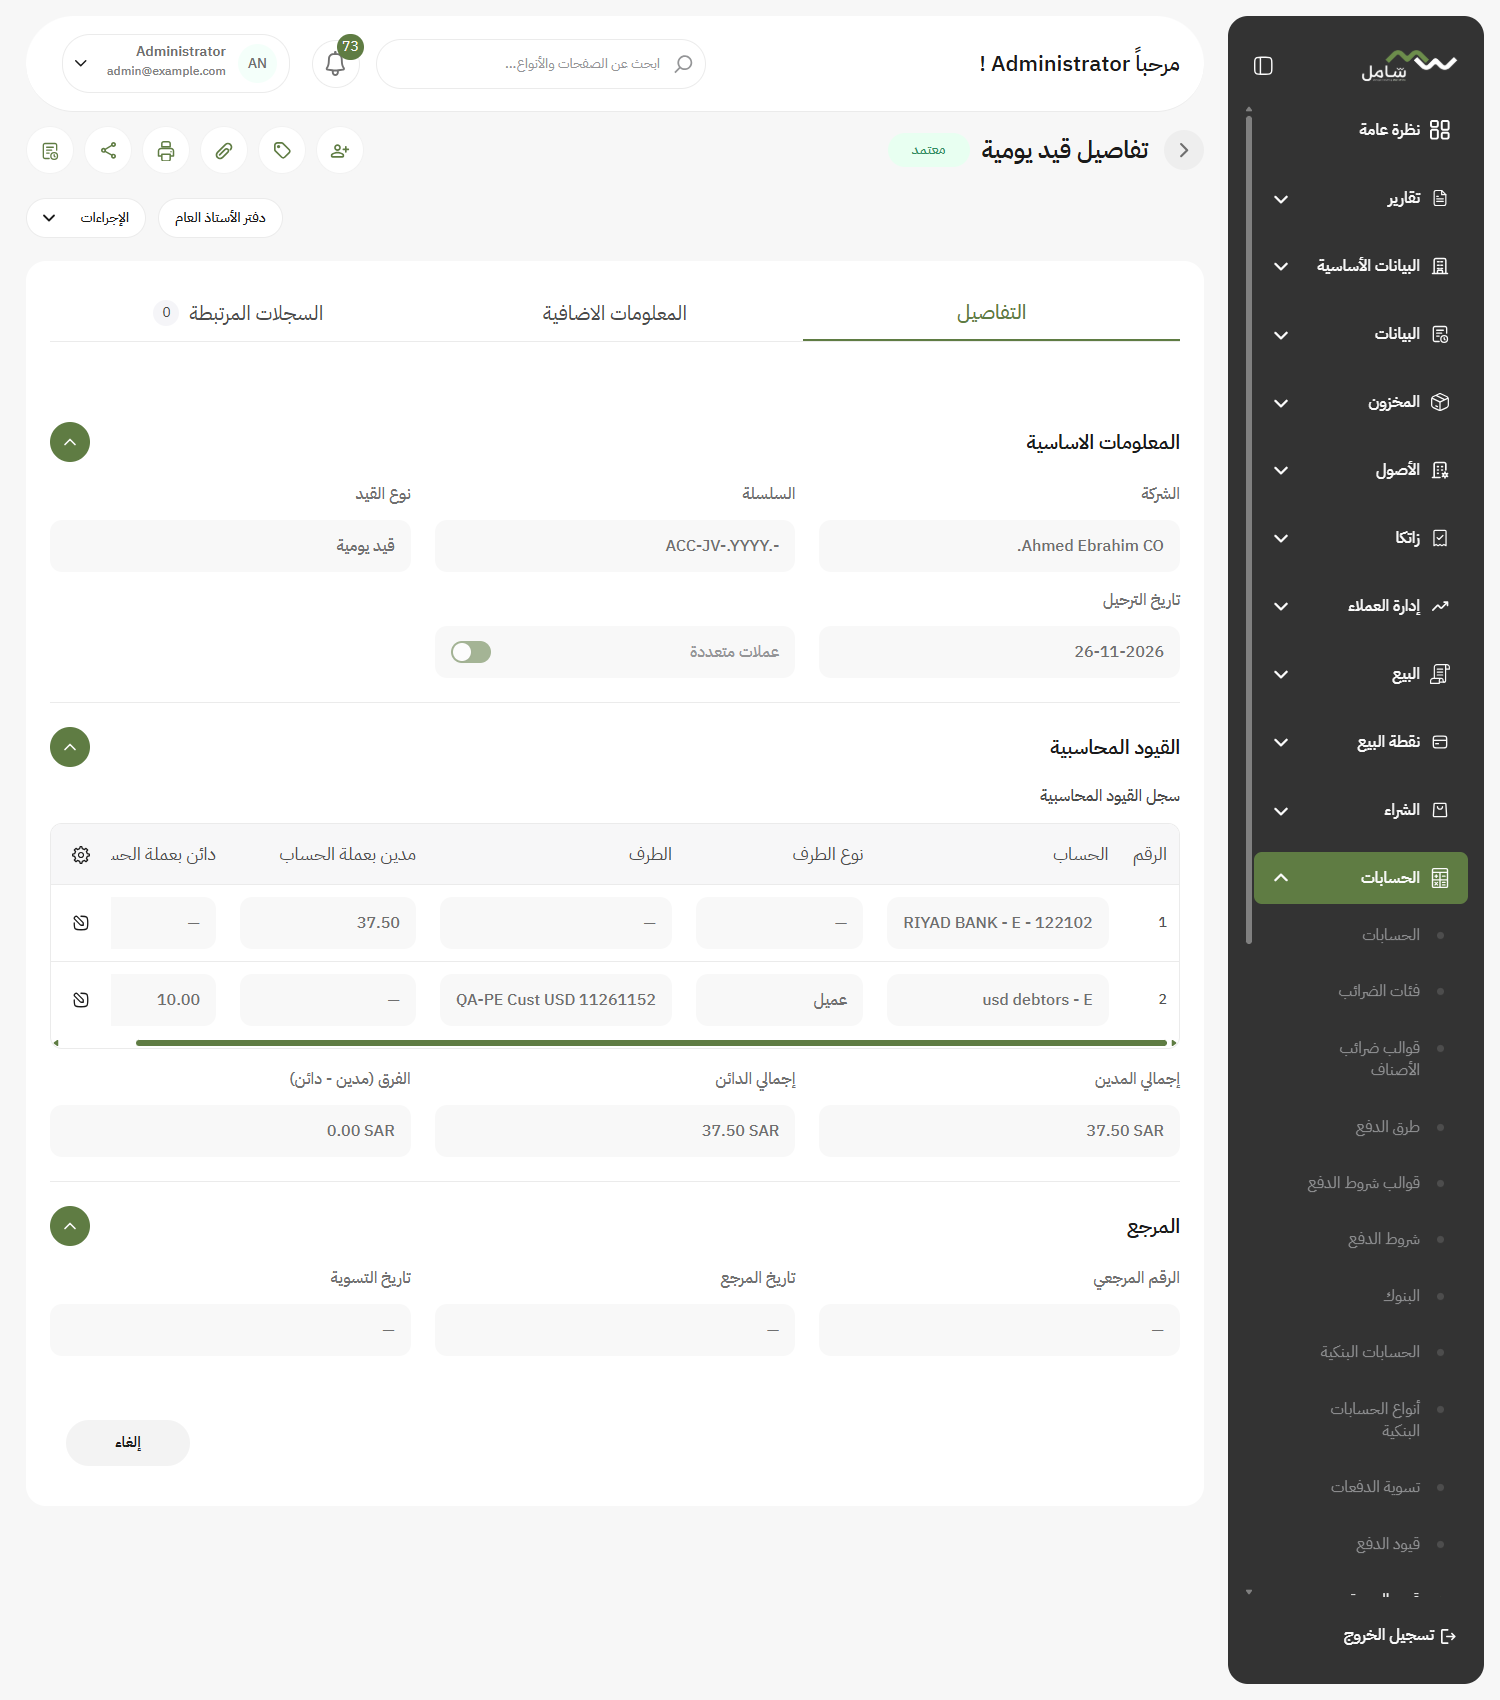 شامل
نظرة عامة
تقارير
البيانات الأساسية
البيانات
المخزون
الأصول
زاتكا
إدارة العملاء
البيع
نقطة البيع
الشراء
الحسابات
الحسابات
فئات الضرائب
قوالب ضرائب الأصناف
طرق الدفع
قوالب شروط الدفع
شروط الدفع
البنوك
الحسابات البنكية
أنواع الحسابات البنكية
تسوية الدفعات
قيود الدفع
تسجيل الخروج
مرحباً Administrator !
ابحث عن الصفحات والأنواع...
73
AN
Administrator
admin@example.com
تفاصيل قيد يومية
معتمد
دفتر الأستاذ العام
الإجراءات
التفاصيل
المعلومات الاضافية
السجلات المرتبطة 0
المعلومات الاساسية
الشركة
السلسلة
نوع القيد
Ahmed Ebrahim CO.
ACC-JV-.YYYY.-
قيد يومية
تاريخ الترحيل
26-11-2026
عملات متعددة
القيود المحاسبية
سجل القيود المحاسبية
الرقم الحساب نوع الطرف الطرف مدين بعملة الحساب دائن بعملة الحس
1 RIYAD BANK - E - 122102 — — 37.50 —
2 usd debtors - E عميل QA-PE Cust USD 11261152 — 10.00
إجمالي المدين
إجمالي الدائن
الفرق (مدين - دائن)
37.50 SAR
37.50 SAR
0.00 SAR
المرجع
الرقم المرجعي
تاريخ المرجع
تاريخ التسوية
—
—
—
إلغاء